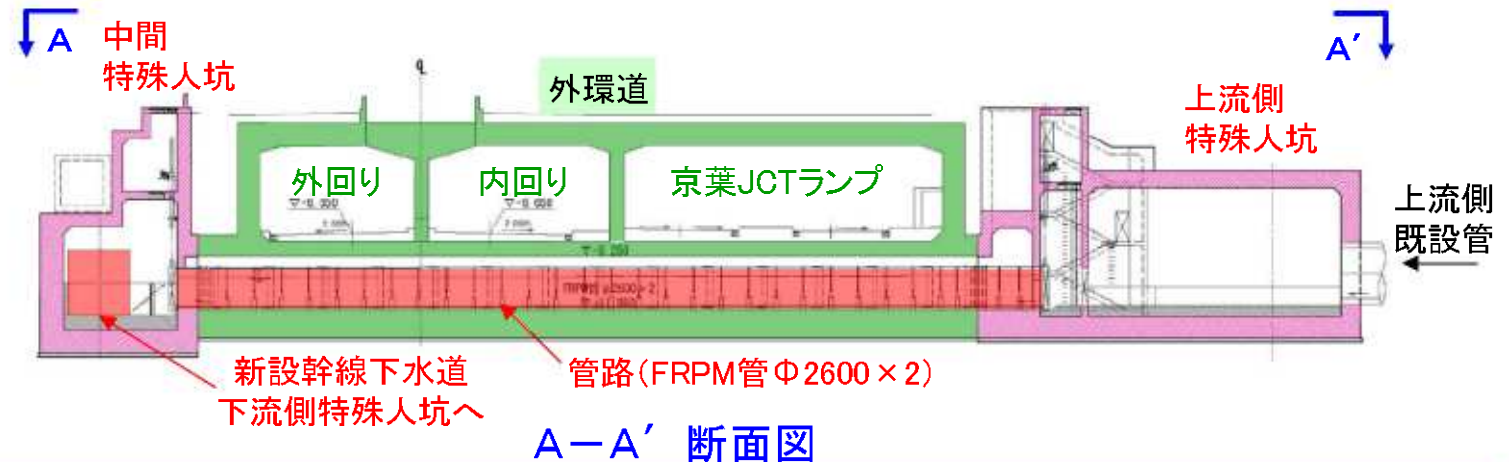 A
中間
特殊人坑
外環道
A′
上流側
特殊人坑
外回り
内回り
京葉JCTランプ
上流側
既設管
新設幹線下水道
下流側特殊人坑へ
管路(FRPM管Φ2600×2)
A-A′ 断面図